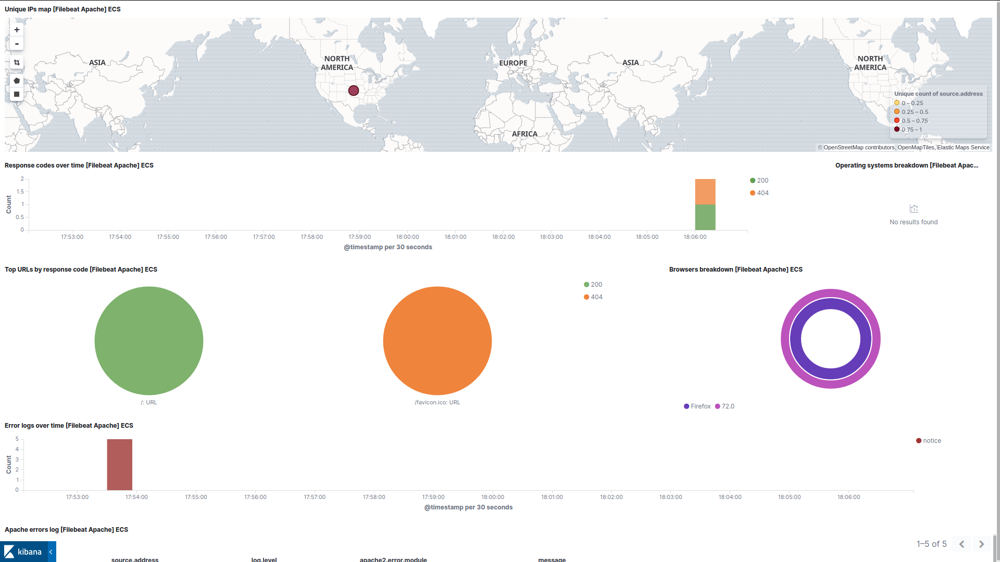 Unique IPs map [Filebeat Apache] ECS
+
-
ASIA
NORTH
AMERICA
EUROPE
ASIA
NORTH
AMERICA
AFRICA
Unique count of source.address
0 – 0.25
0.25 – 0.5
0.5 – 0.75
0.75 – 1
© OpenStreetMap contributors, OpenMapTiles, Elastic Maps Service
Response codes over time [Filebeat Apache] ECS
Count
2
1.5
1
0.5
0
17:53:00 17:54:00 17:55:00 17:56:00 17:57:00 17:58:00 17:59:00 18:00:00 18:01:00 18:02:00 18:03:00 18:04:00 18:05:00 18:06:00
@timestamp per 30 seconds
200
404
Operating systems breakdown [Filebeat Apac...
No results found
Top URLs by response code [Filebeat Apache] ECS
/: URL
/favicon.ico: URL
200
404
Browsers breakdown [Filebeat Apache] ECS
Firefox 72.0
Error logs over time [Filebeat Apache] ECS
Count
5
4
3
2
1
0
17:53:00 17:54:00 17:55:00 17:56:00 17:57:00 17:58:00 17:59:00 18:00:00 18:01:00 18:02:00 18:03:00 18:04:00 18:05:00 18:06:00
@timestamp per 30 seconds
notice
Apache errors log [Filebeat Apache] ECS
1–5 of 5
kibana
source.address log.level apache2.error.module message